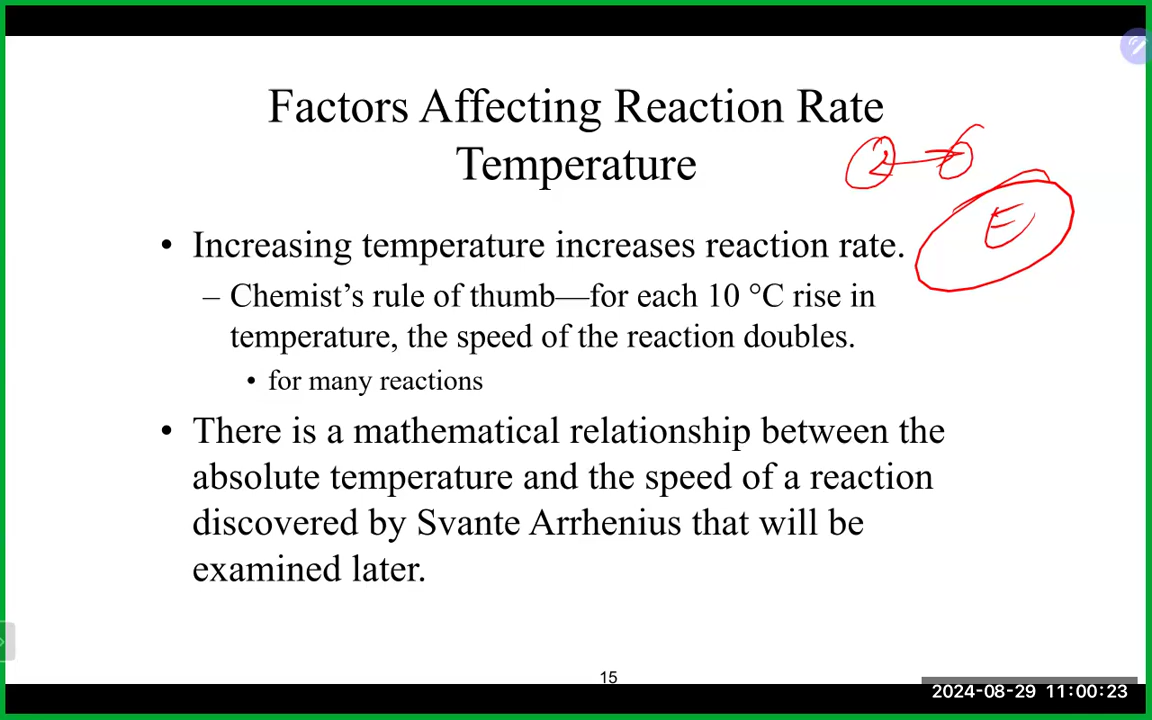 Factors Affecting Reaction Rate
Temperature
2
E
• Increasing temperature increases reaction rate.
– Chemist's rule of thumb—for each 10 °C rise in
temperature, the speed of the reaction doubles.
• for many reactions
• There is a mathematical relationship between the
absolute temperature and the speed of a reaction
discovered by Svante Arrhenius that will be
examined later.
15
2024-08-29 11:00:23